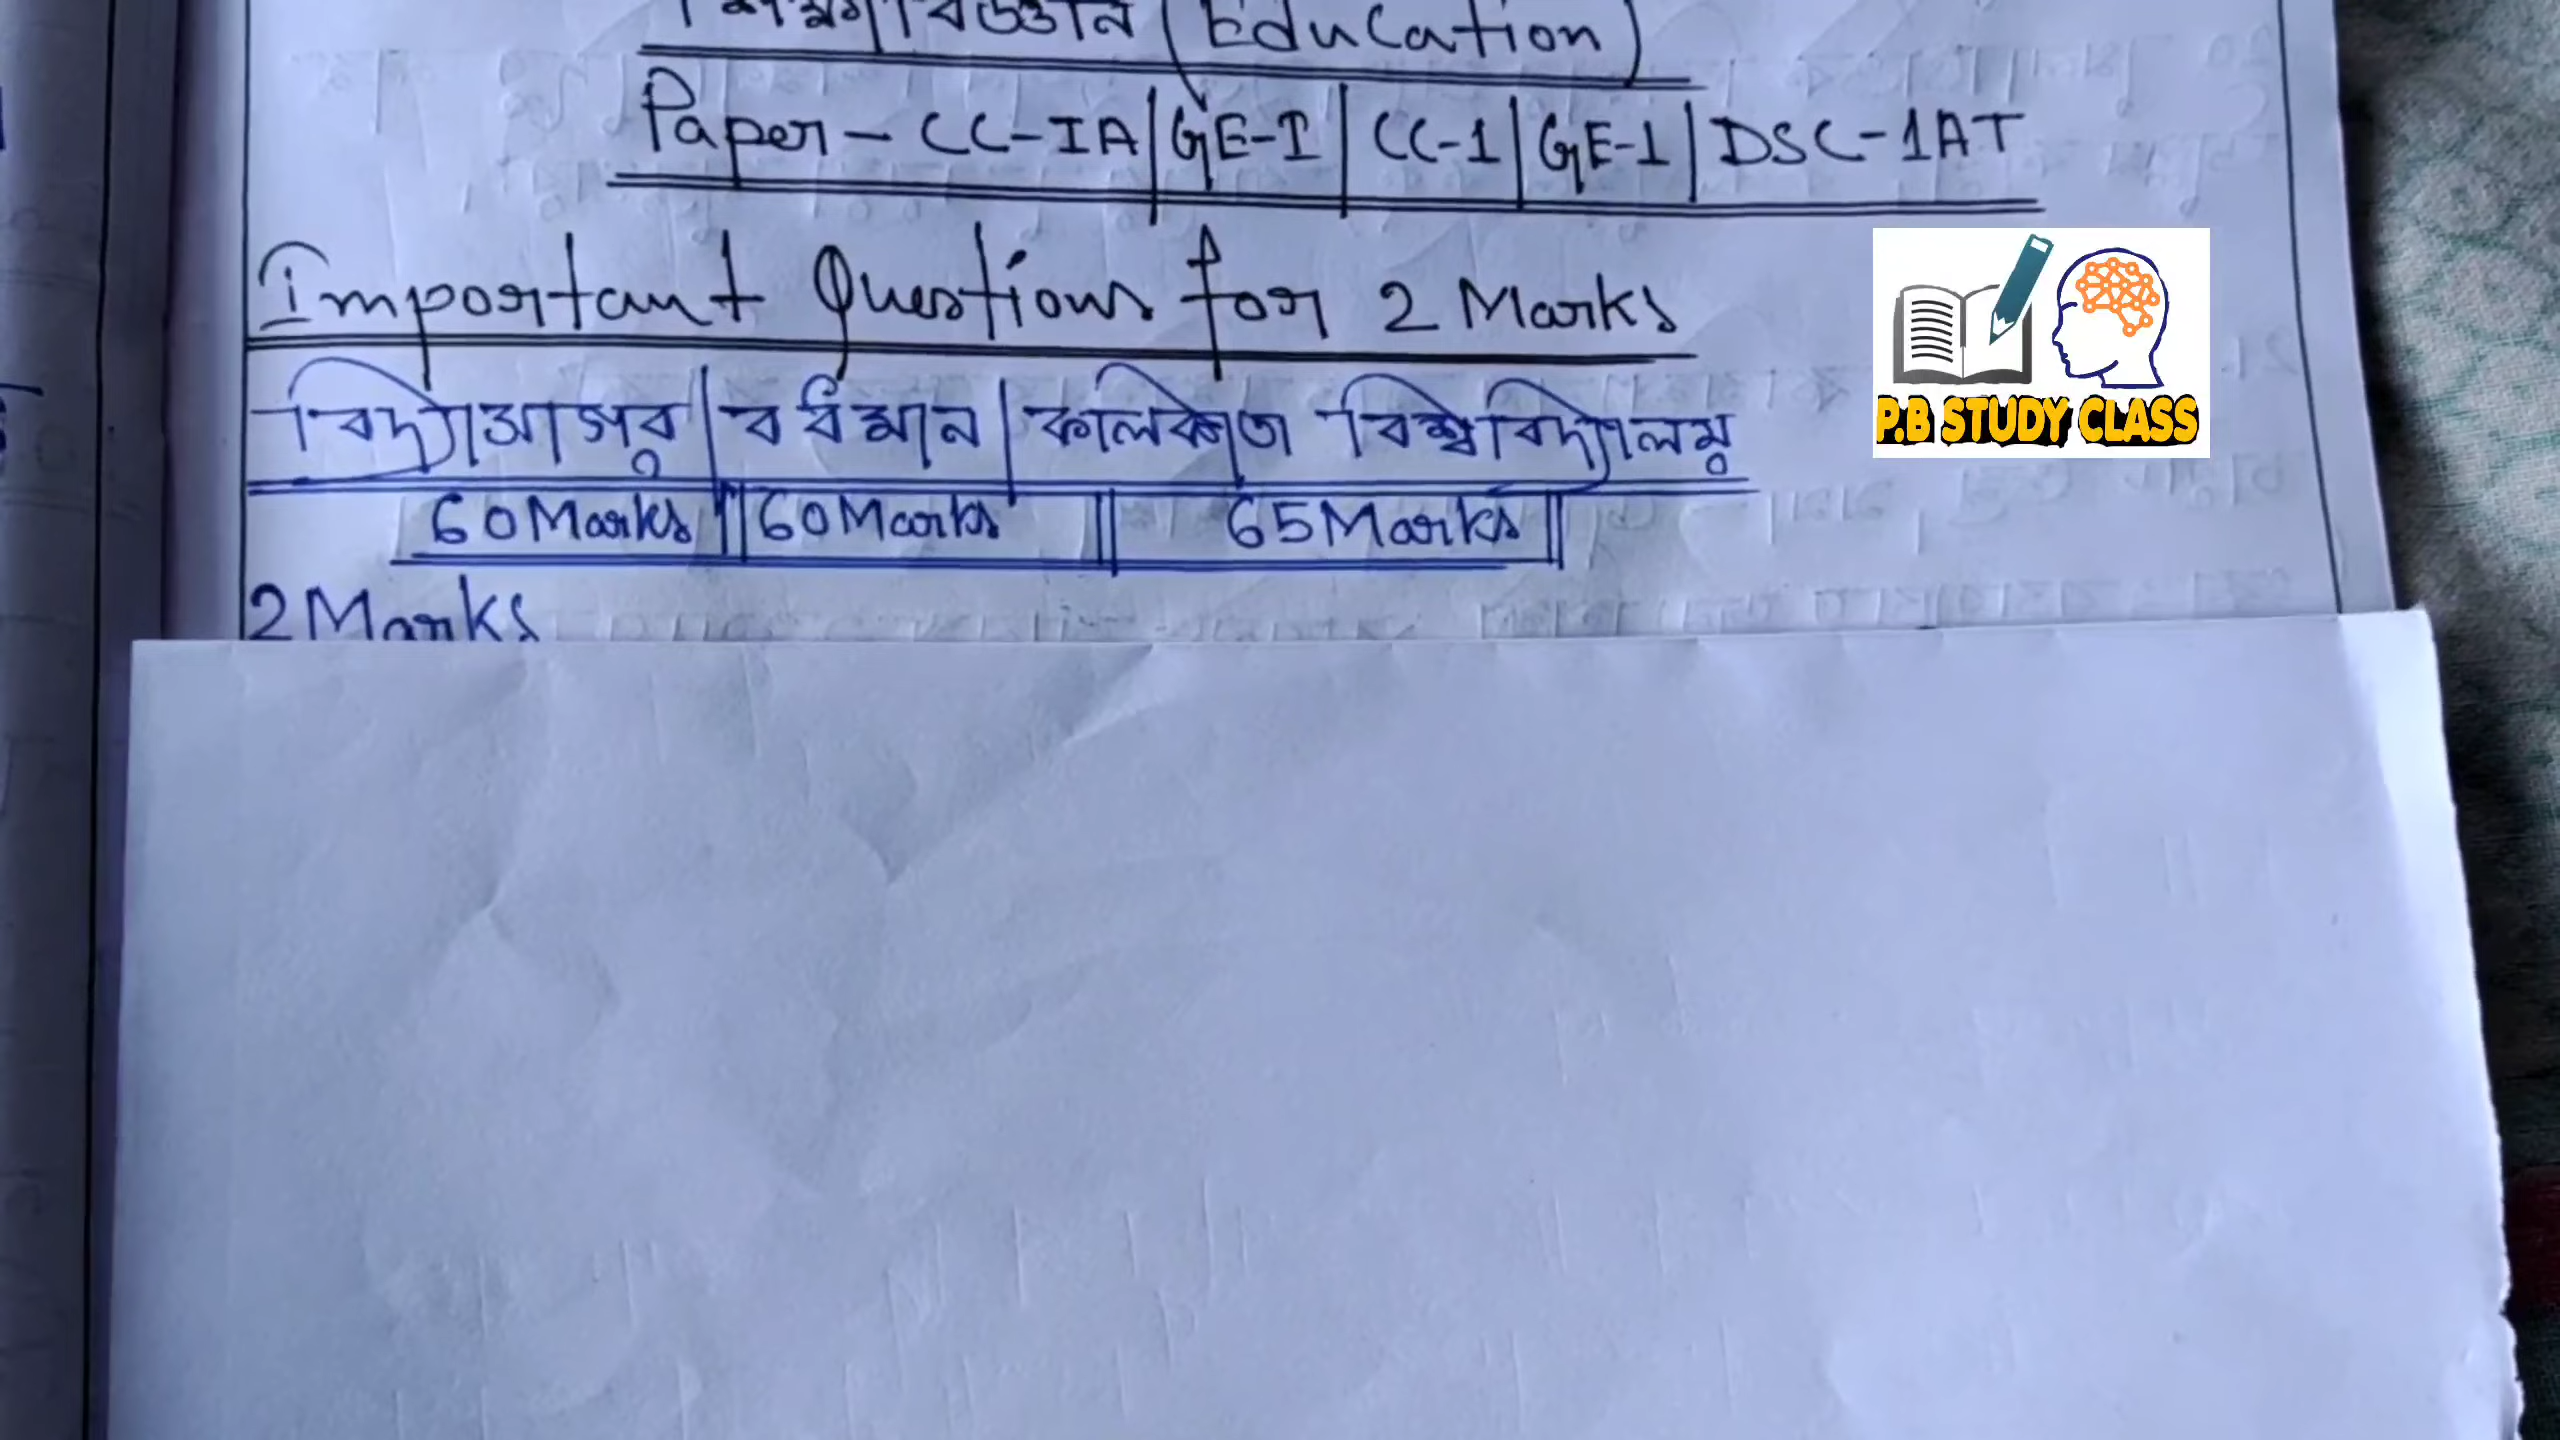 শিক্ষাবিজ্ঞান (Education)
Paper - CC-IA | GE-I | CC-1 | GE-1 | DSC-1AT
Important Questions for 2 Marks
বিদ্যাসাগর | বর্ধমান | কলিকাতা বিশ্ববিদ্যালয়
60 Marks || 60 Marks || 65 Marks ||
2 Marks
P.B STUDY CLASS